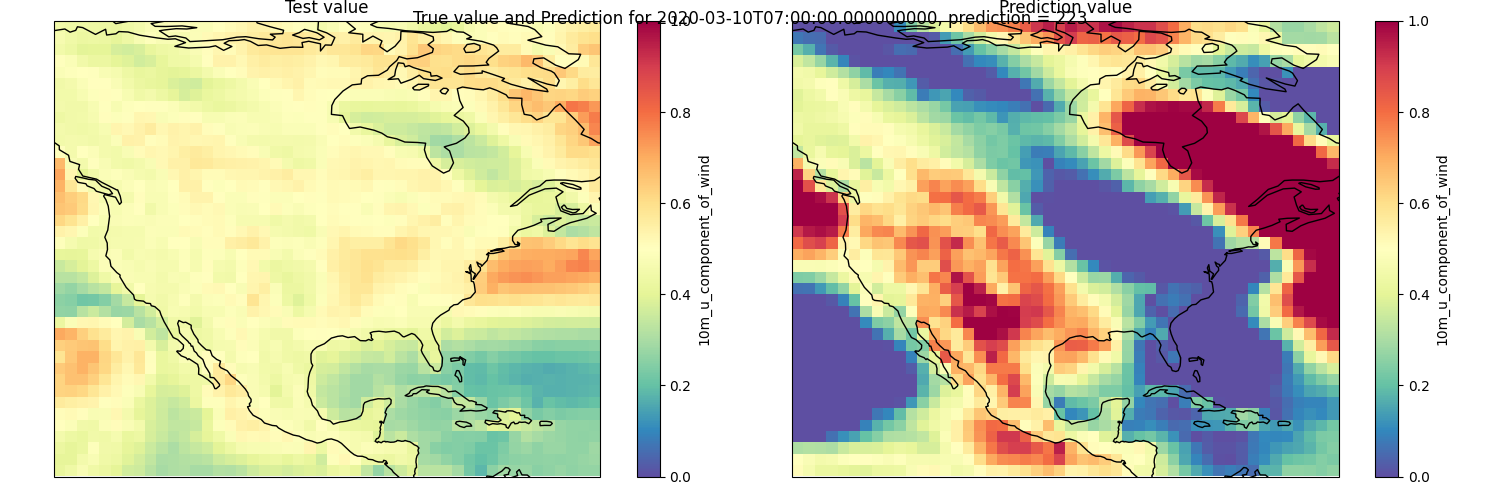 Test value
Prediction value
True value and Prediction for 2020-03-10T07:00:00.000000000, prediction = 223
1.0
0.8
0.6
0.4
0.2
0.0
10m_u_component_of_wind
1.0
0.8
0.6
0.4
0.2
0.0
10m_u_component_of_wind